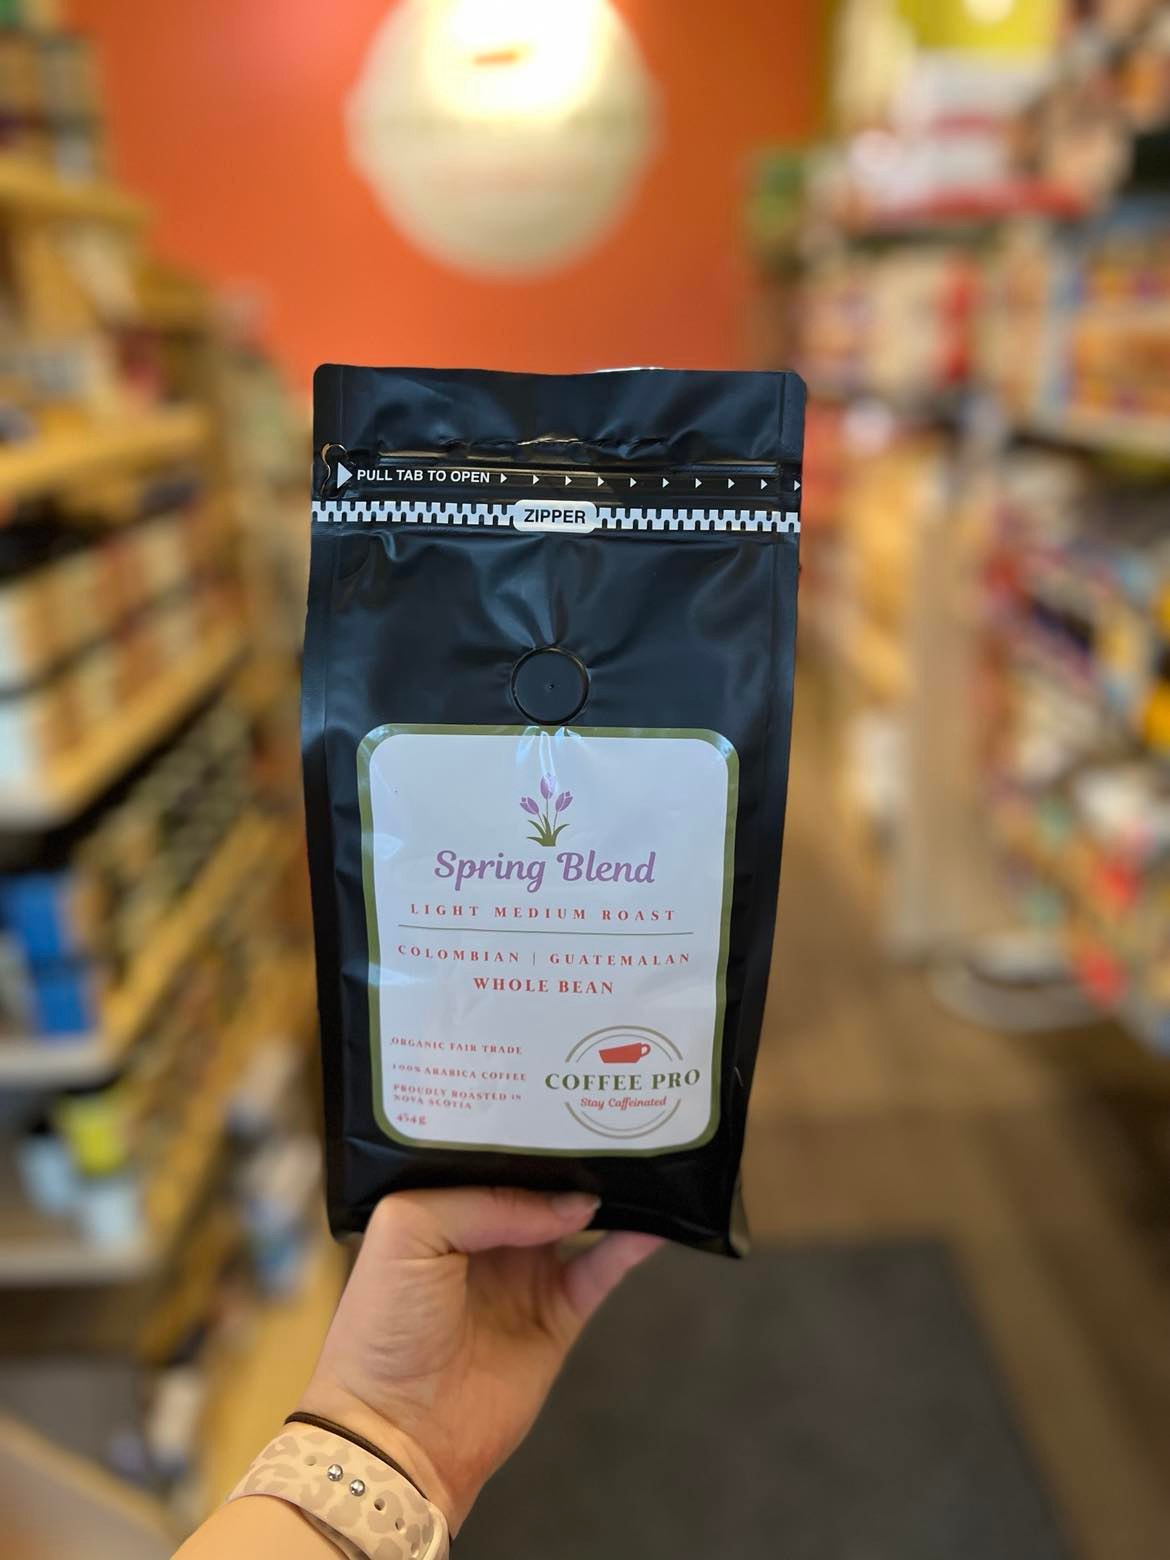 PULL TAB TO OPEN
ZIPPER
Spring Blend
LIGHT MEDIUM ROAST
COLOMBIAN | GUATEMALAN
WHOLE BEAN
ORGANIC FAIR TRADE
100% ARABICA COFFEE
PROUDLY ROASTED IN
NOVA SCOTIA
454g
COFFEE PRO
Stay Caffeinated